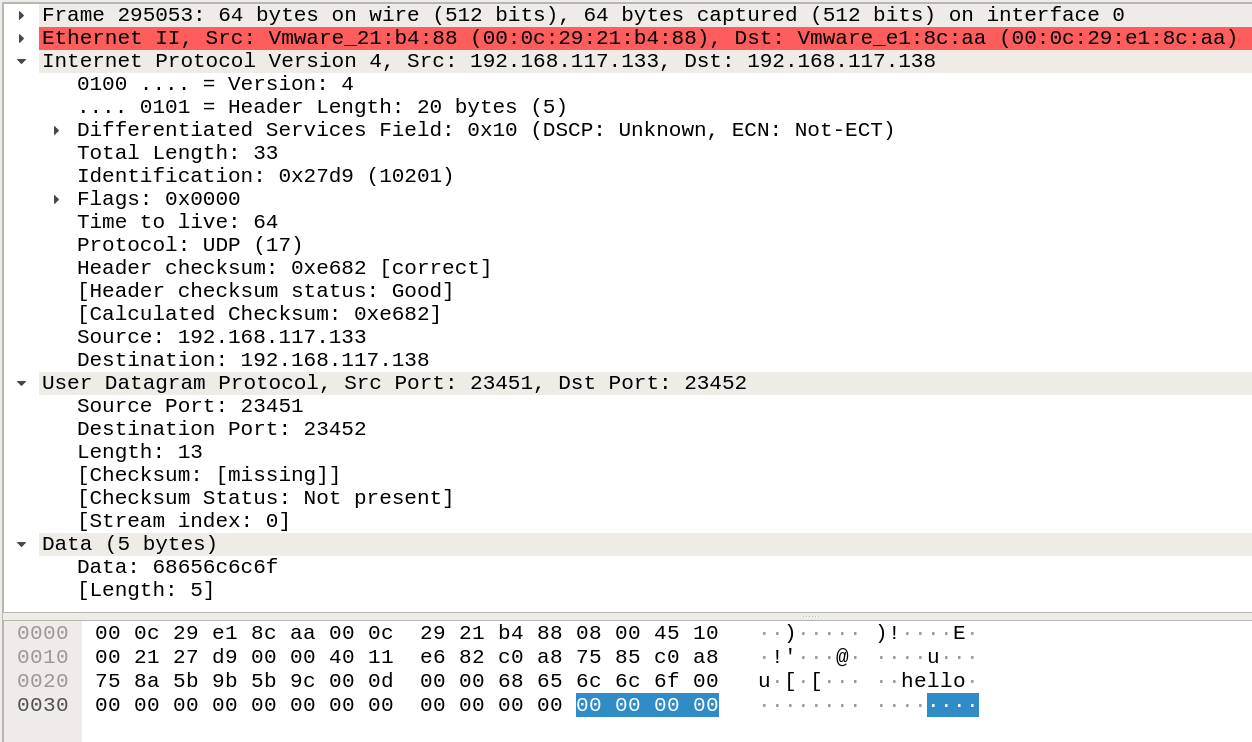 Frame 295053: 64 bytes on wire (512 bits), 64 bytes captured (512 bits) on interface 0
Ethernet II, Src: Vmware_21:b4:88 (00:0c:29:21:b4:88), Dst: Vmware_e1:8c:aa (00:0c:29:e1:8c:aa)
Internet Protocol Version 4, Src: 192.168.117.133, Dst: 192.168.117.138
0100 .... = Version: 4
.... 0101 = Header Length: 20 bytes (5)
Differentiated Services Field: 0x10 (DSCP: Unknown, ECN: Not-ECT)
Total Length: 33
Identification: 0x27d9 (10201)
Flags: 0x0000
Time to live: 64
Protocol: UDP (17)
Header checksum: 0xe682 [correct]
[Header checksum status: Good]
[Calculated Checksum: 0xe682]
Source: 192.168.117.133
Destination: 192.168.117.138
User Datagram Protocol, Src Port: 23451, Dst Port: 23452
Source Port: 23451
Destination Port: 23452
Length: 13
[Checksum: [missing]]
[Checksum Status: Not present]
[Stream index: 0]
Data (5 bytes)
Data: 68656c6c6f
[Length: 5]
0000 00 0c 29 e1 8c aa 00 0c 29 21 b4 88 08 00 45 10 ··)····· )!····E·
0010 00 21 27 d9 00 00 40 11 e6 82 c0 a8 75 85 c0 a8 ·!'···@· ····u···
0020 75 8a 5b 9b 5b 9c 00 0d 00 00 68 65 6c 6c 6f 00 u·[·[··· ··hello·
0030 00 00 00 00 00 00 00 00 00 00 00 00 00 00 00 00 ········ ········